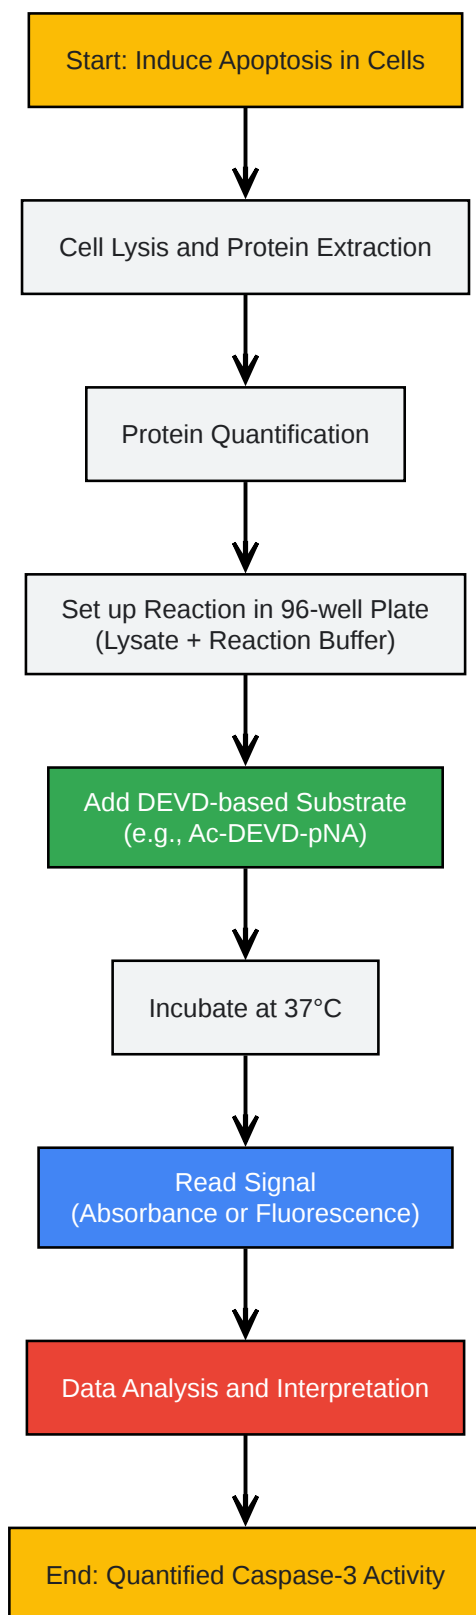 Start: Induce Apoptosis in Cells
Cell Lysis and Protein Extraction
Protein Quantification
Set up Reaction in 96-well Plate
(Lysate + Reaction Buffer)
Add DEVD-based Substrate
(e.g., Ac-DEVD-pNA)
Incubate at 37°C
Read Signal
(Absorbance or Fluorescence)
Data Analysis and Interpretation
End: Quantified Caspase-3 Activity